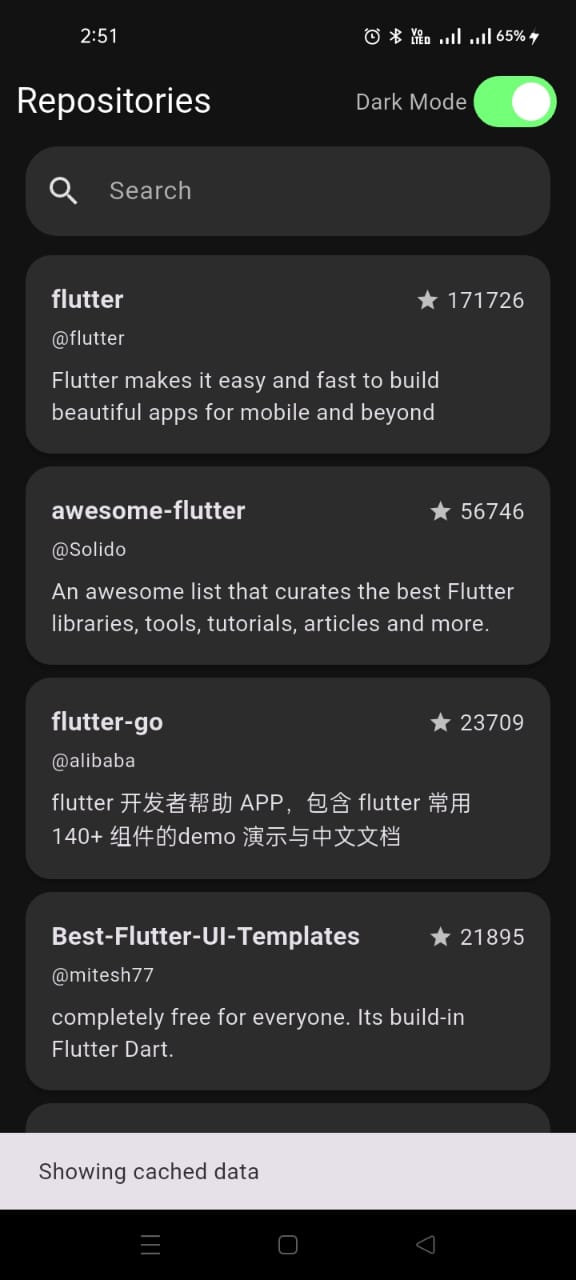 2:51
Vo LTED
65%
Repositories
Dark Mode
Search
flutter
171726
@flutter
Flutter makes it easy and fast to build
beautiful apps for mobile and beyond
awesome-flutter
56746
@Solido
An awesome list that curates the best Flutter
libraries, tools, tutorials, articles and more.
flutter-go
23709
@alibaba
flutter 开发者帮助 APP，包含 flutter 常用
140+ 组件的demo 演示与中文文档
Best-Flutter-UI-Templates
21895
@mitesh77
completely free for everyone. Its build-in
Flutter Dart.
Showing cached data